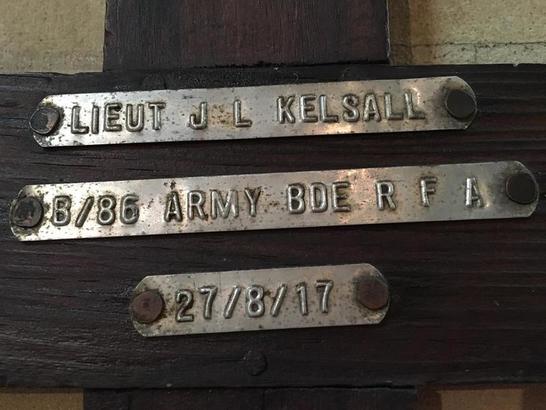 LIEUT J L KELSALL
B/86 ARMY BDE R F A
27/8/17